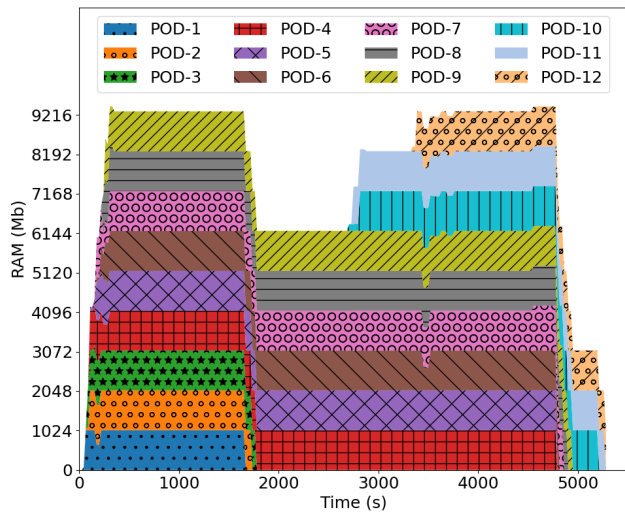 POD-1 POD-4 POD-7 POD-10
POD-2 POD-5 POD-8 POD-11
POD-3 POD-6 POD-9 POD-12
9216
8192
7168
6144
5120
4096
3072
2048
1024
0
RAM (Mb)
0 1000 2000 3000 4000 5000
Time (s)